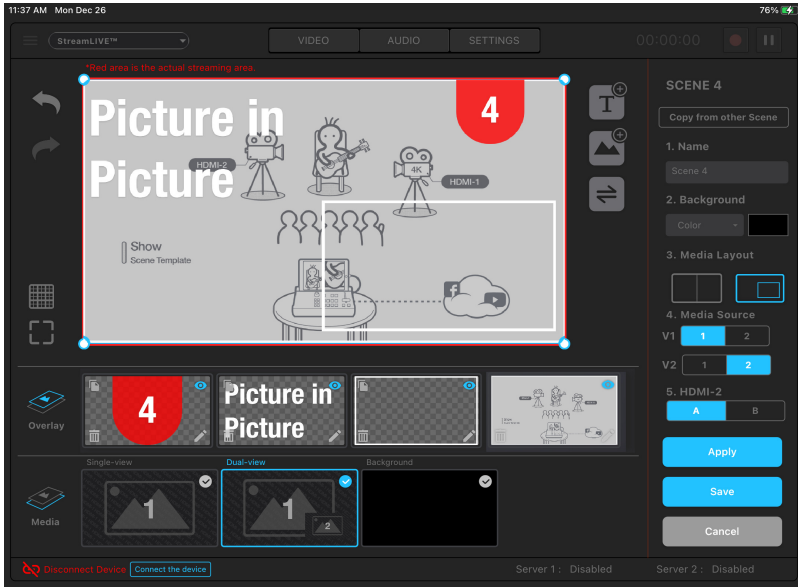 11:37 AM Mon Dec 26
76%
StreamLIVE™
VIDEO
AUDIO
SETTINGS
00:00:00
*Red area is the actual streaming area.
Picture in
Picture
4
HDMI-2
4K
HDMI-1
Show
Scene Template
f
T
SCENE 4
Copy from other Scene
1. Name
Scene 4
2. Background
Color
3. Media Layout
4. Media Source
V1
1
2
V2
1
2
5. HDMI-2
A
B
Apply
Save
Cancel
Overlay
4
Picture in
Picture
Media
Single-view
1
Dual-view
1
2
Background
Disconnect Device
Connect the device
Server 1 : Disabled
Server 2 : Disabled